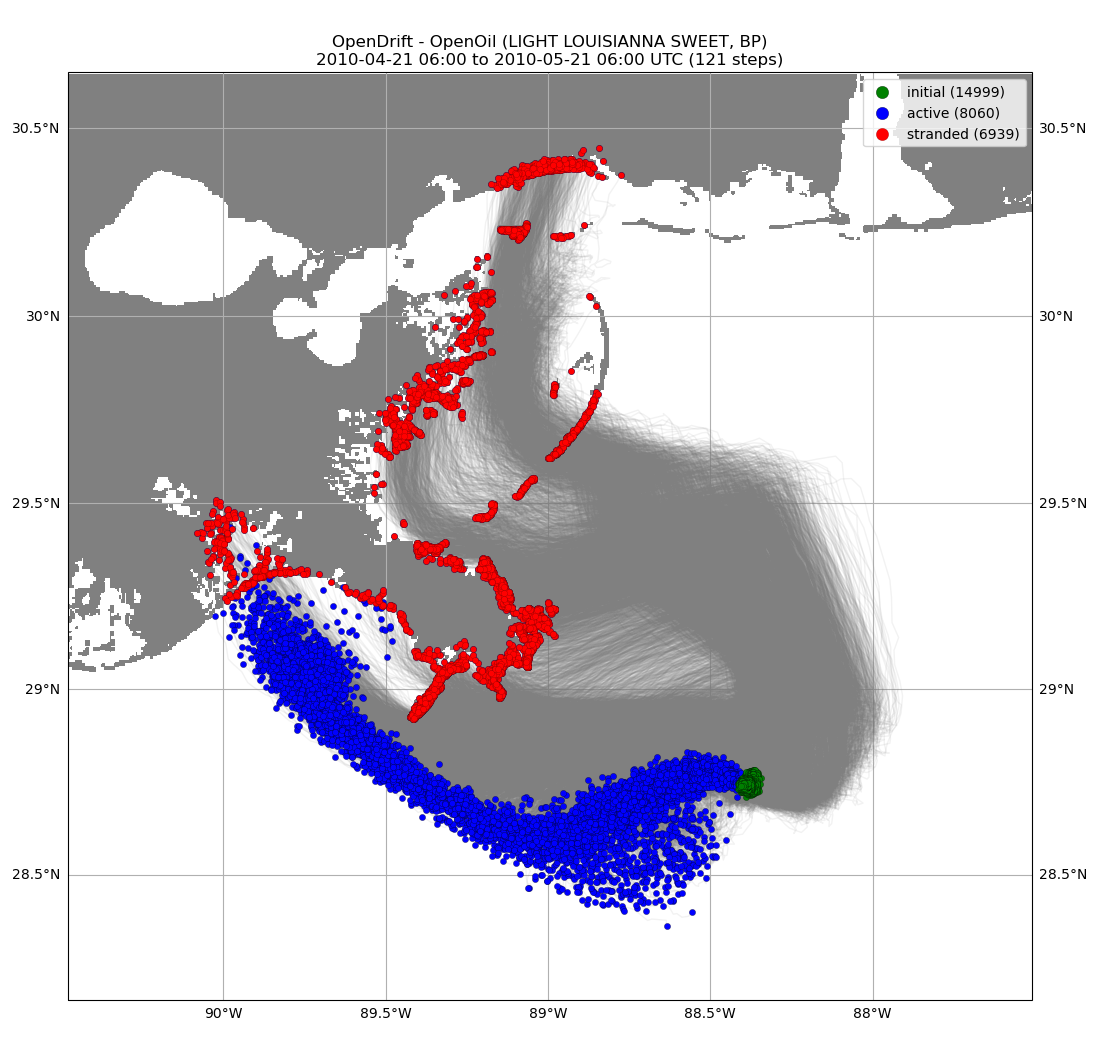 OpenDrift - OpenOil (LIGHT LOUISIANNA SWEET, BP)
2010-04-21 06:00 to 2010-05-21 06:00 UTC (121 steps)
initial (14999)
active (8060)
stranded (6939)
30.5°N
30.5°N
30°N
30°N
29.5°N
29.5°N
29°N
29°N
28.5°N
28.5°N
90°W
89.5°W
89°W
88.5°W
88°W